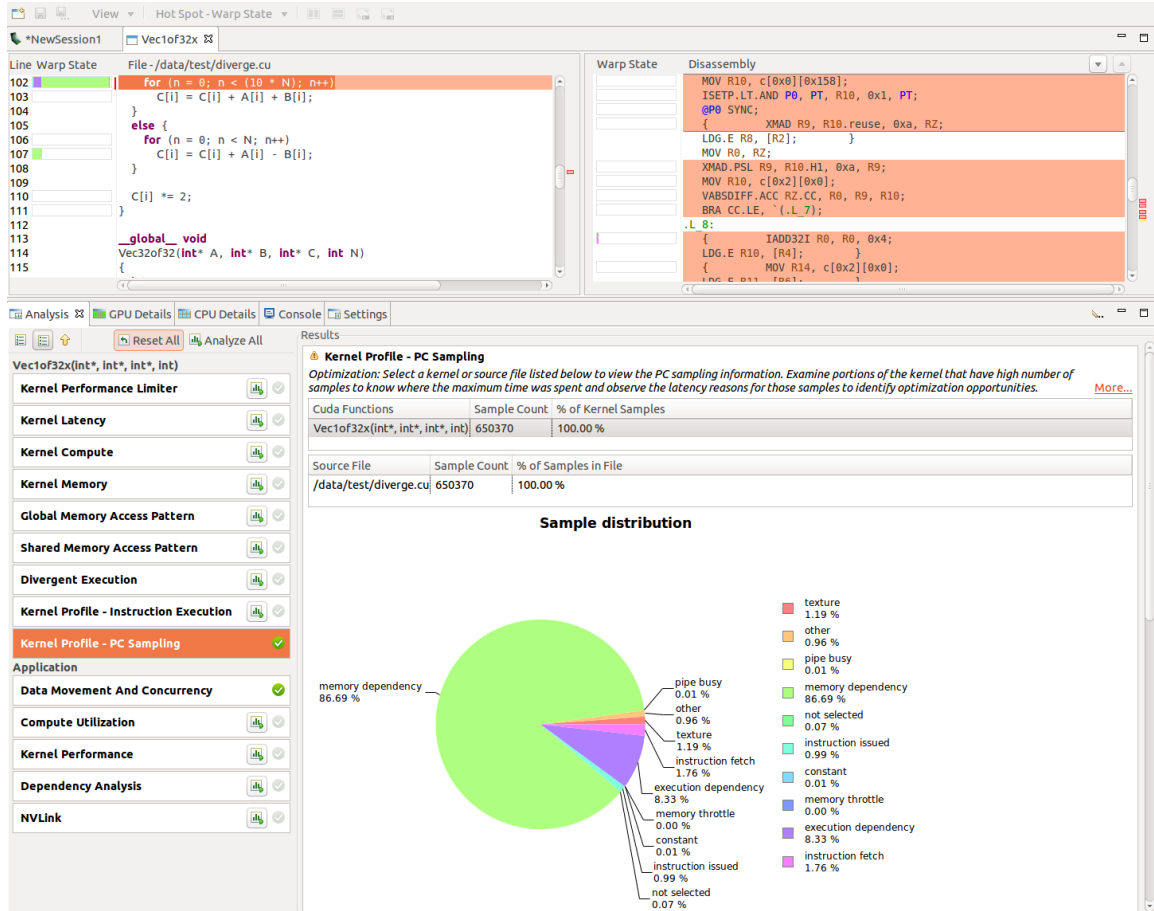 View Hot Spot - Warp State
*NewSession1 Vec1of32x
Line Warp State File - /data/test/diverge.cu
102 for (n = 0; n < (10 * N); n++)
103 C[i] = C[i] + A[i] + B[i];
104 }
105 else {
106 for (n = 0; n < N; n++)
107 C[i] = C[i] + A[i] - B[i];
108 }
109
110 C[i] *= 2;
111 }
112
113 __global__ void
114 Vec32of32(int* A, int* B, int* C, int N)
115 {
Warp State Disassembly
MOV R10, c[0x0][0x158];
ISETP.LT.AND P0, PT, R10, 0x1, PT;
@P0 SYNC;
{ XMAD R9, R10.reuse, 0xa, RZ;
LDG.E R8, [R2]; }
MOV R0, RZ;
XMAD.PSL R9, R10.H1, 0xa, R9;
MOV R10, c[0x2][0x0];
VABSDIFF.ACC RZ.CC, R0, R9, R10;
BRA CC.LE, `(.L_7);
.L_8:
{ IADD32I R0, R0, 0x4;
LDG.E R10, [R4]; }
{ MOV R14, c[0x2][0x0];
LDG.E R11, [R6]; }
Analysis GPU Details CPU Details Console Settings
Reset All Analyze All
Vec1of32x(int*, int*, int*, int)
Kernel Performance Limiter
Kernel Latency
Kernel Compute
Kernel Memory
Global Memory Access Pattern
Shared Memory Access Pattern
Divergent Execution
Kernel Profile - Instruction Execution
Kernel Profile - PC Sampling
Application
Data Movement And Concurrency
Compute Utilization
Kernel Performance
Dependency Analysis
NVLink
Results
Kernel Profile - PC Sampling
Optimization: Select a kernel or source file listed below to view the PC sampling information. Examine portions of the kernel that have high number of
samples to know where the maximum time was spent and observe the latency reasons for those samples to identify optimization opportunities. More...
Cuda Functions Sample Count % of Kernel Samples
Vec1of32x(int*, int*, int*, int) 650370 100.00 %
Source File Sample Count % of Samples in File
/data/test/diverge.cu 650370 100.00 %
Sample distribution
memory dependency
86.69 %
pipe busy
0.01 %
other
0.96 %
texture
1.19 %
instruction fetch
1.76 %
execution dependency
8.33 %
memory throttle
0.00 %
constant
0.01 %
instruction issued
0.99 %
not selected
0.07 %
texture
1.19 %
other
0.96 %
pipe busy
0.01 %
memory dependency
86.69 %
not selected
0.07 %
instruction issued
0.99 %
constant
0.01 %
memory throttle
0.00 %
execution dependency
8.33 %
instruction fetch
1.76 %